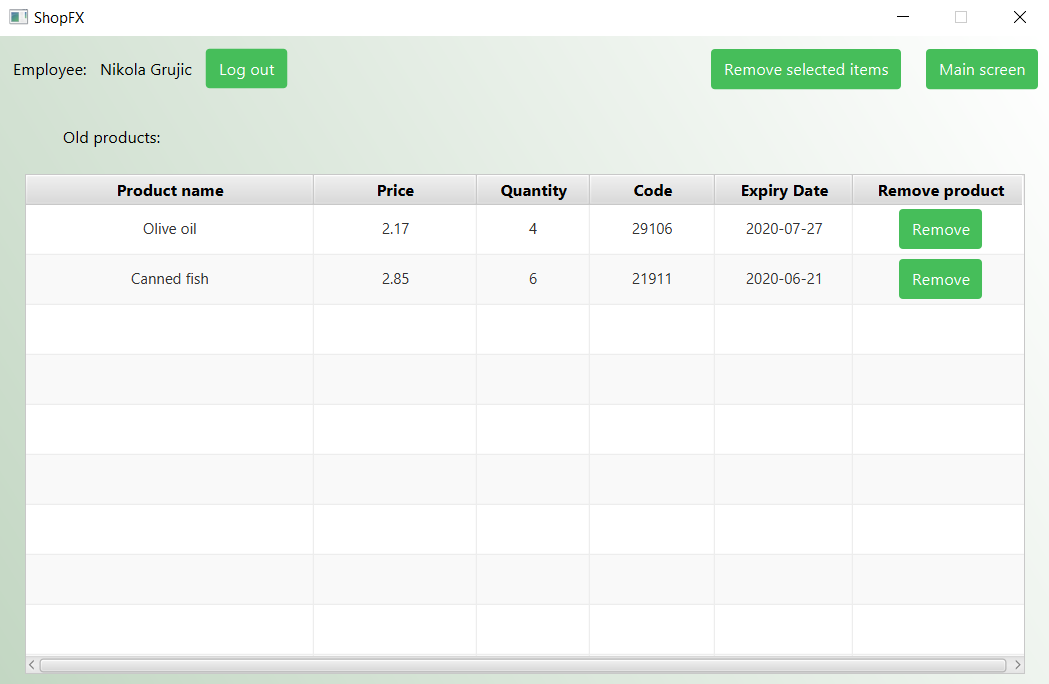 ShopFX
Employee: Nikola Grujic Log out Remove selected items Main screen
Old products:
Product name Price Quantity Code Expiry Date Remove product
Olive oil 2.17 4 29106 2020-07-27 Remove
Canned fish 2.85 6 21911 2020-06-21 Remove